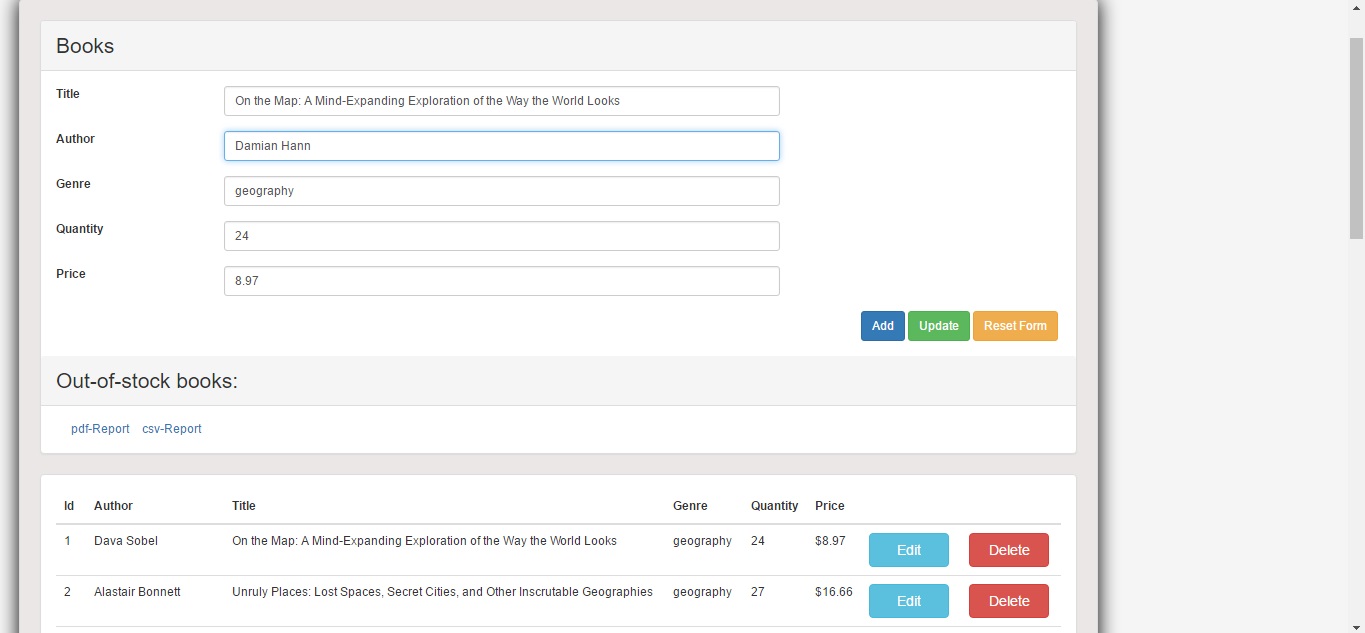 Books
Title
On the Map: A Mind-Expanding Exploration of the Way the World Looks
Author
Damian Hann
Genre
geography
Quantity
24
Price
8.97
Add Update Reset Form
Out-of-stock books:
pdf-Report csv-Report
Id Author Title Genre Quantity Price
1 Dava Sobel On the Map: A Mind-Expanding Exploration of the Way the World Looks geography 24 $8.97 Edit Delete
2 Alastair Bonnett Unruly Places: Lost Spaces, Secret Cities, and Other Inscrutable Geographies geography 27 $16.66 Edit Delete